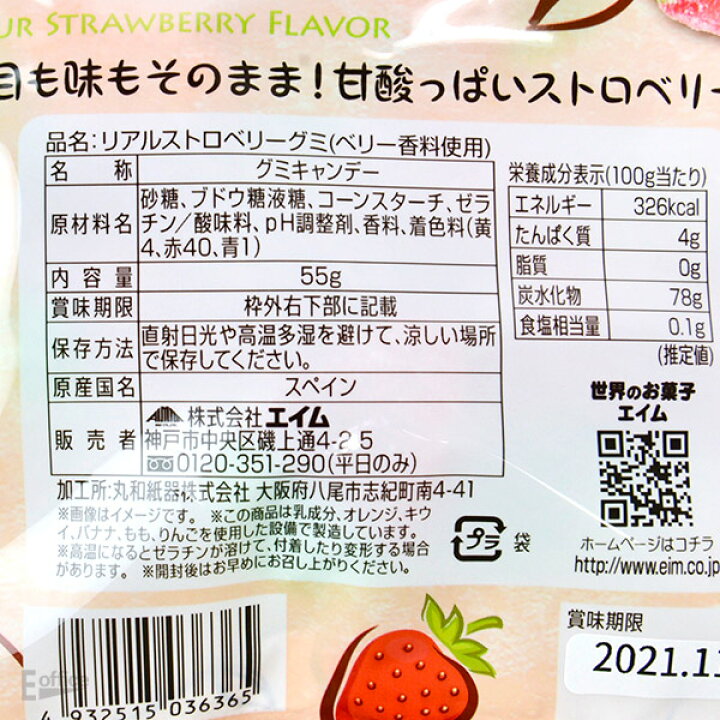 UR STRAWBERRY FLAVOR
目も味もそのまま!甘酸っぱいストロベリー
品名:リアルストロベリーグミ(ベリー香料使用)
名称 グミキャンデー
原材料名 砂糖、ブドウ糖液糖、コーンスターチ、ゼラ
チン/酸味料、pH調整剤、香料、着色料(黄
4、赤40、青1)
内容量 55g
賞味期限 枠外右下部に記載
保存方法 直射日光や高温多湿を避けて、涼しい場所
で保存してください。
原産国名 スペイン
販売者 AIM 株式会社エイム
神戸市中央区磯上通4-2-5
0120-351-290(平日のみ)
加工所:丸和紙器株式会社 大阪府八尾市志紀町南4-41
※画像はイメージです。 ※この商品は乳成分、オレンジ、キウ
イ、バナナ、もも、りんごを使用した設備で製造しています。
※高温になるとゼラチンが溶けて、付着したり変形する場合
があります。 ※開封後はお早めにお召し上がりください。
栄養成分表示(100g当たり)
エネルギー 326kcal
たんぱく質 4g
脂質 0g
炭水化物 78g
食塩相当量 0.1g
(推定値)
世界のお菓子
エイム
プラ 袋
ホームページはコチラ
http://www.eim.co.jp
4 932515 036365
賞味期限
2021.11
E office